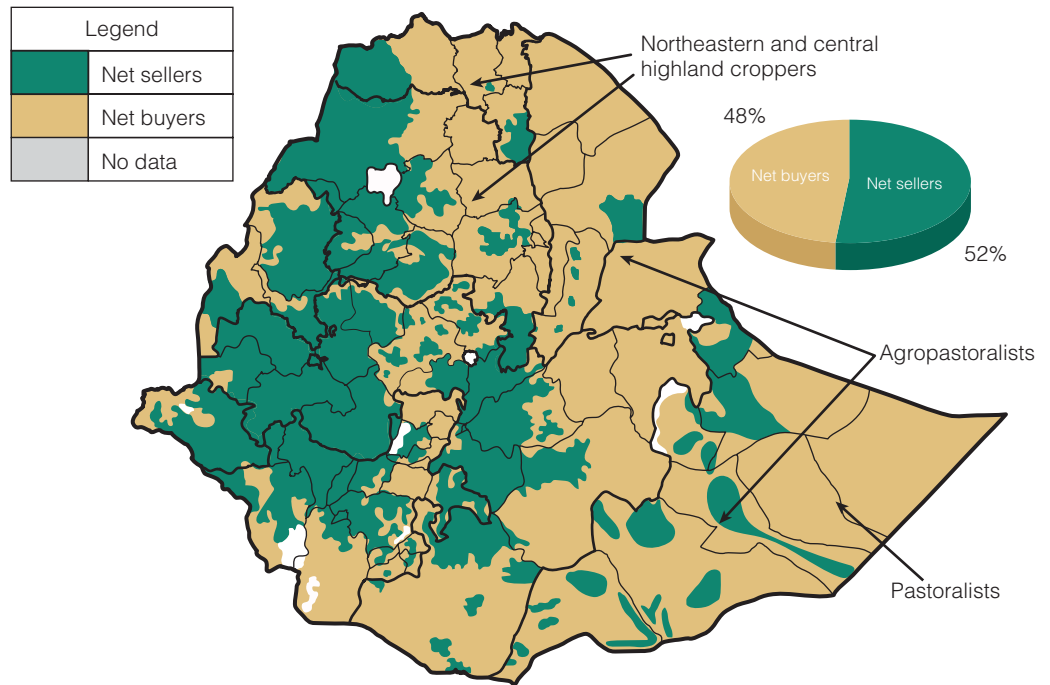 Legend
Net sellers
Net buyers
No data
Northeastern and central
highland croppers
48%
Net buyers
Net sellers
52%
Agropastoralists
Pastoralists